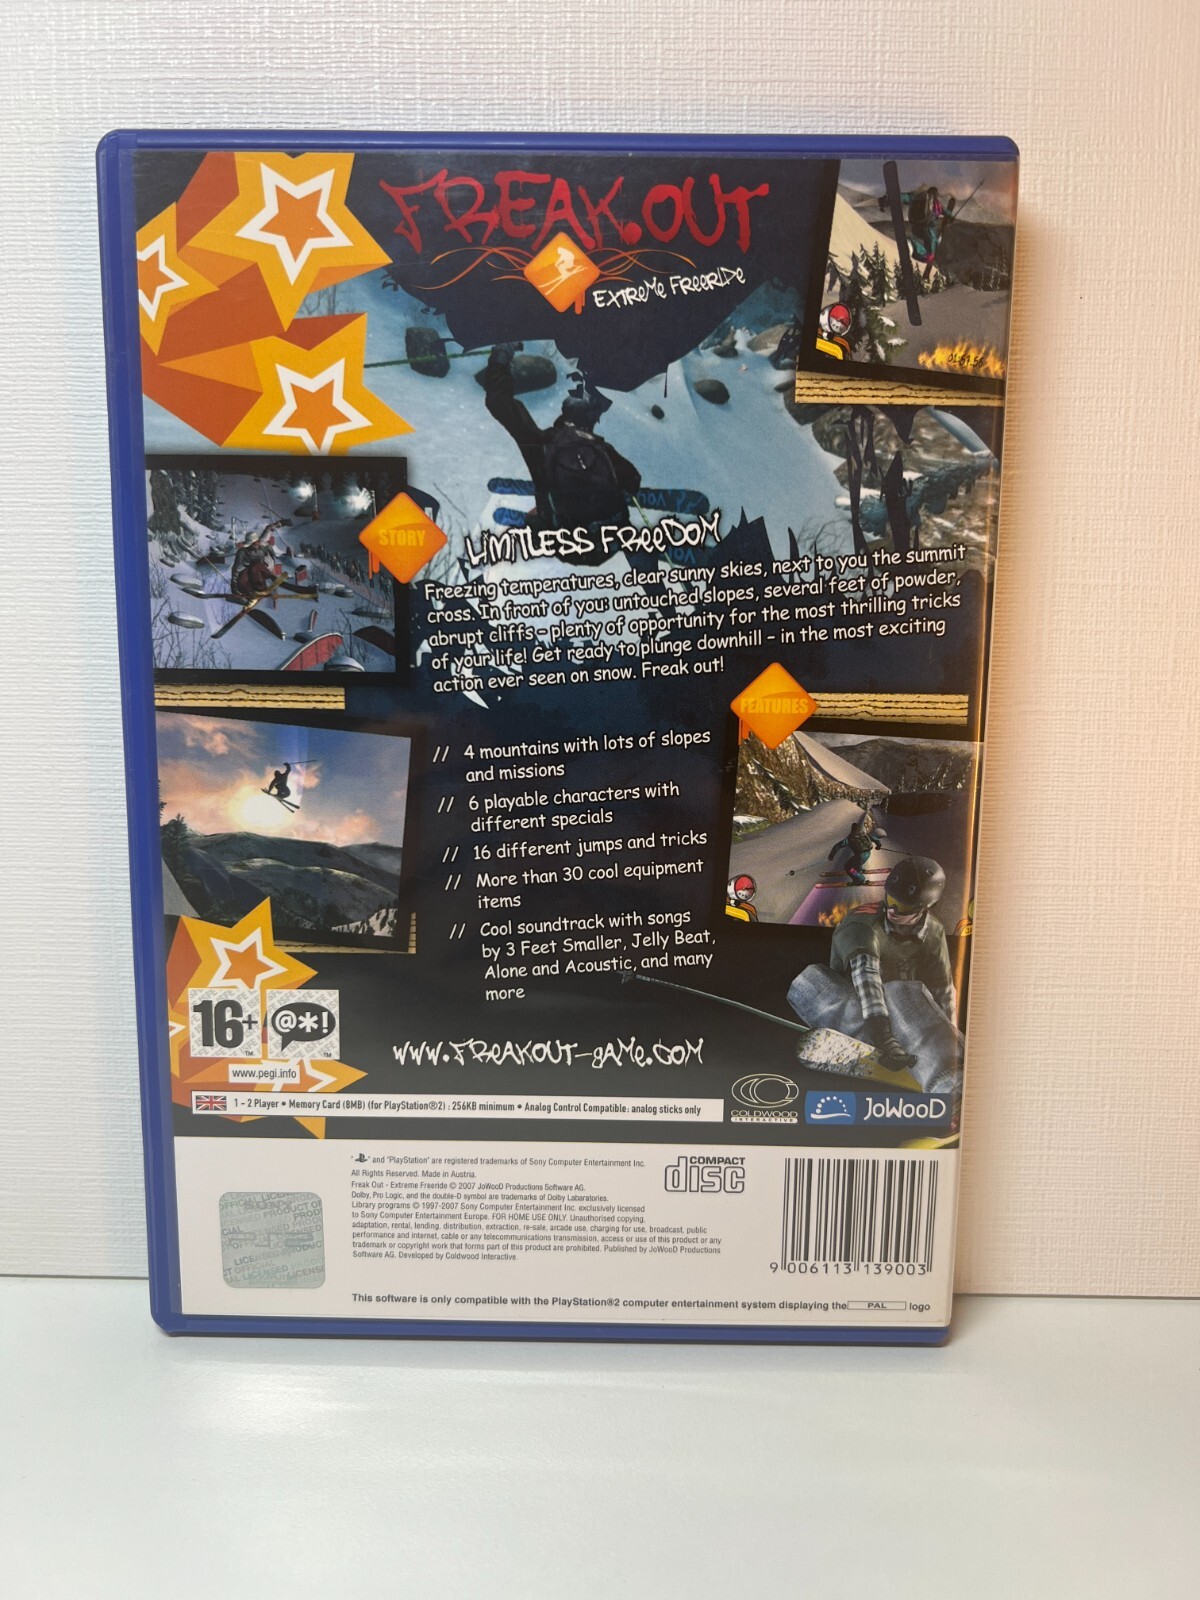 FREAK OUT
EXTREME FREERIDE
01:51:55
STORY
LIMITLESS FREEDOM
Freezing temperatures, clear sunny skies, next to you the summit
cross. In front of you: untouched slopes, several feet of powder,
abrupt cliffs - plenty of opportunity for the most thrilling tricks
of your life! Get ready to plunge downhill – in the most exciting
action ever seen on snow. Freak out!
FEATURES
// 4 mountains with lots of slopes
and missions
// 6 playable characters with
different specials
// 16 different jumps and tricks
// More than 30 cool equipment
items
// Cool soundtrack with songs
by 3 Feet Smaller, Jelly Beat,
Alone and Acoustic, and many
more
16+
@*!
www.pegi.info
www.FREAKOUT-gAMe.COM
1 - 2 Player • Memory Card (8MB) (for PlayStation®2) : 256KB minimum • Analog Control Compatible: analog sticks only
COLDWOOD
INTERACTIVE
JoWooD
" " and "PlayStation" are registered trademarks of Sony Computer Entertainment Inc.
All Rights Reserved. Made in Austria.
Freak Out - Extreme Freeride © 2007 JoWooD Productions Software AG.
Dolby, Pro Logic, and the double-D symbol are trademarks of Dolby Labaratories.
Library programs © 1997-2007 Sony Computer Entertainment Inc. exclusively licensed
to Sony Computer Entertainment Europe. FOR HOME USE ONLY. Unauthorised copying,
adaptation, rental, lending, distribution, extraction, re-sale, arcade use, charging for use, broadcast, public
performance and internet, cable or any telecommunications transmission, access or use of this product or any
trademark or copyright work that forms part of this product are prohibited. Published by JoWooD Productions
Software AG. Developed by Coldwood Interactive.
COMPACT
disc
9 006113 139003
This software is only compatible with the PlayStation®2 computer entertainment system displaying the PAL logo